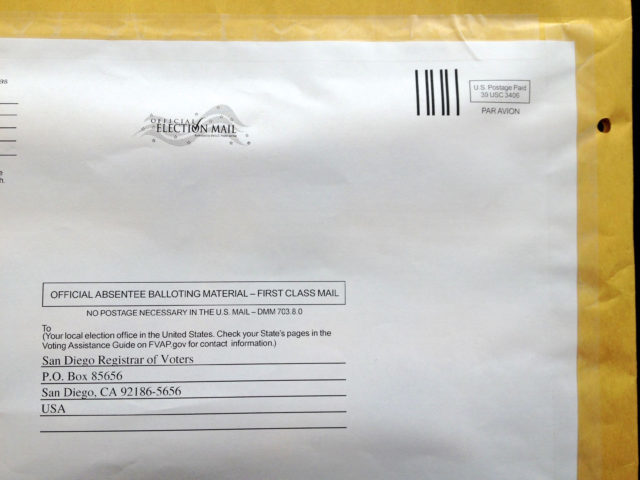 as
h.
OFFICIAL
ELECTION MAIL
U.S. Postage Paid
39 USC 3406
PAR AVION
OFFICIAL ABSENTEE BALLOTING MATERIAL – FIRST CLASS MAIL
NO POSTAGE NECESSARY IN THE U.S. MAIL – DMM 703.8.0
To
(Your local election office in the United States. Check your State's pages in the
Voting Assistance Guide on FVAP.gov for contact information.)
San Diego Registrar of Voters
P.O. Box 85656
San Diego, CA 92186-5656
USA